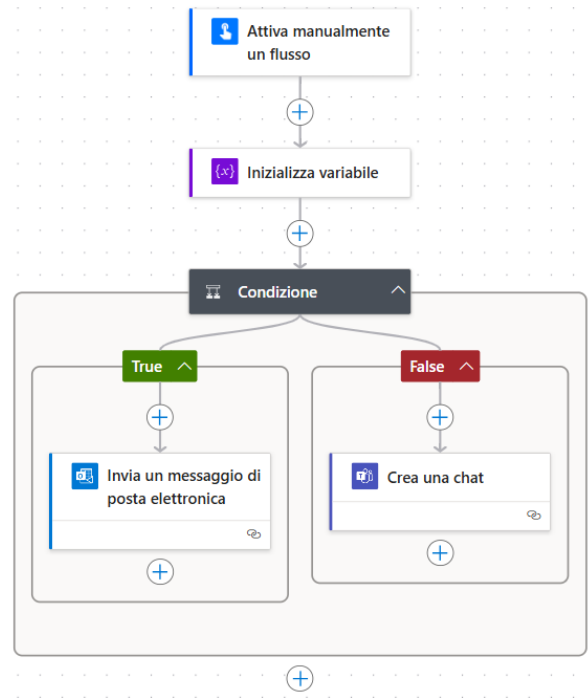 Attiva manualmente
un flusso
{x}
Inizializza variabile
Condizione
True
False
Invia un messaggio di
posta elettronica
Crea una chat